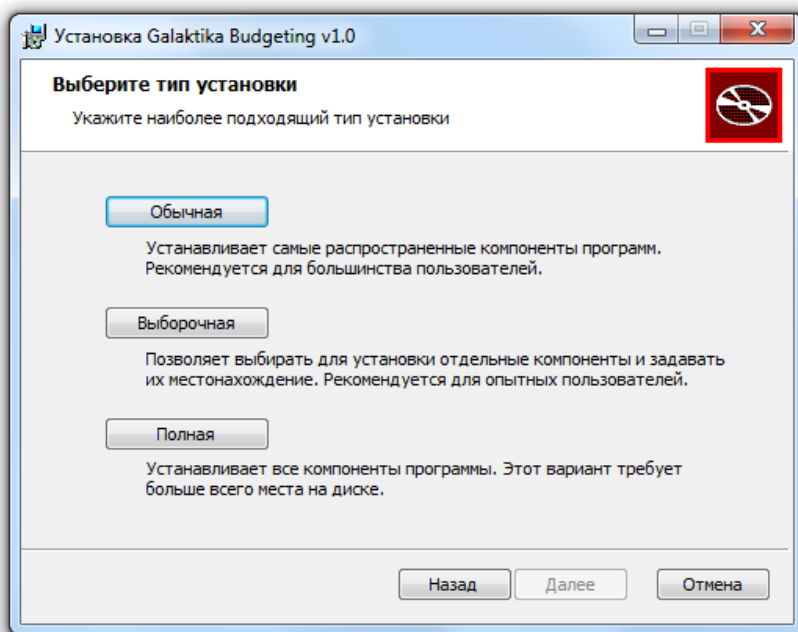 Установка Galaktika Budgeting v1.0
Выберите тип установки
Укажите наиболее подходящий тип установки
Обычная
Устанавливает самые распространенные компоненты программ.
Рекомендуется для большинства пользователей.
Выборочная
Позволяет выбирать для установки отдельные компоненты и задавать
их местонахождение. Рекомендуется для опытных пользователей.
Полная
Устанавливает все компоненты программы. Этот вариант требует
больше всего места на диске.
Назад
Далее
Отмена